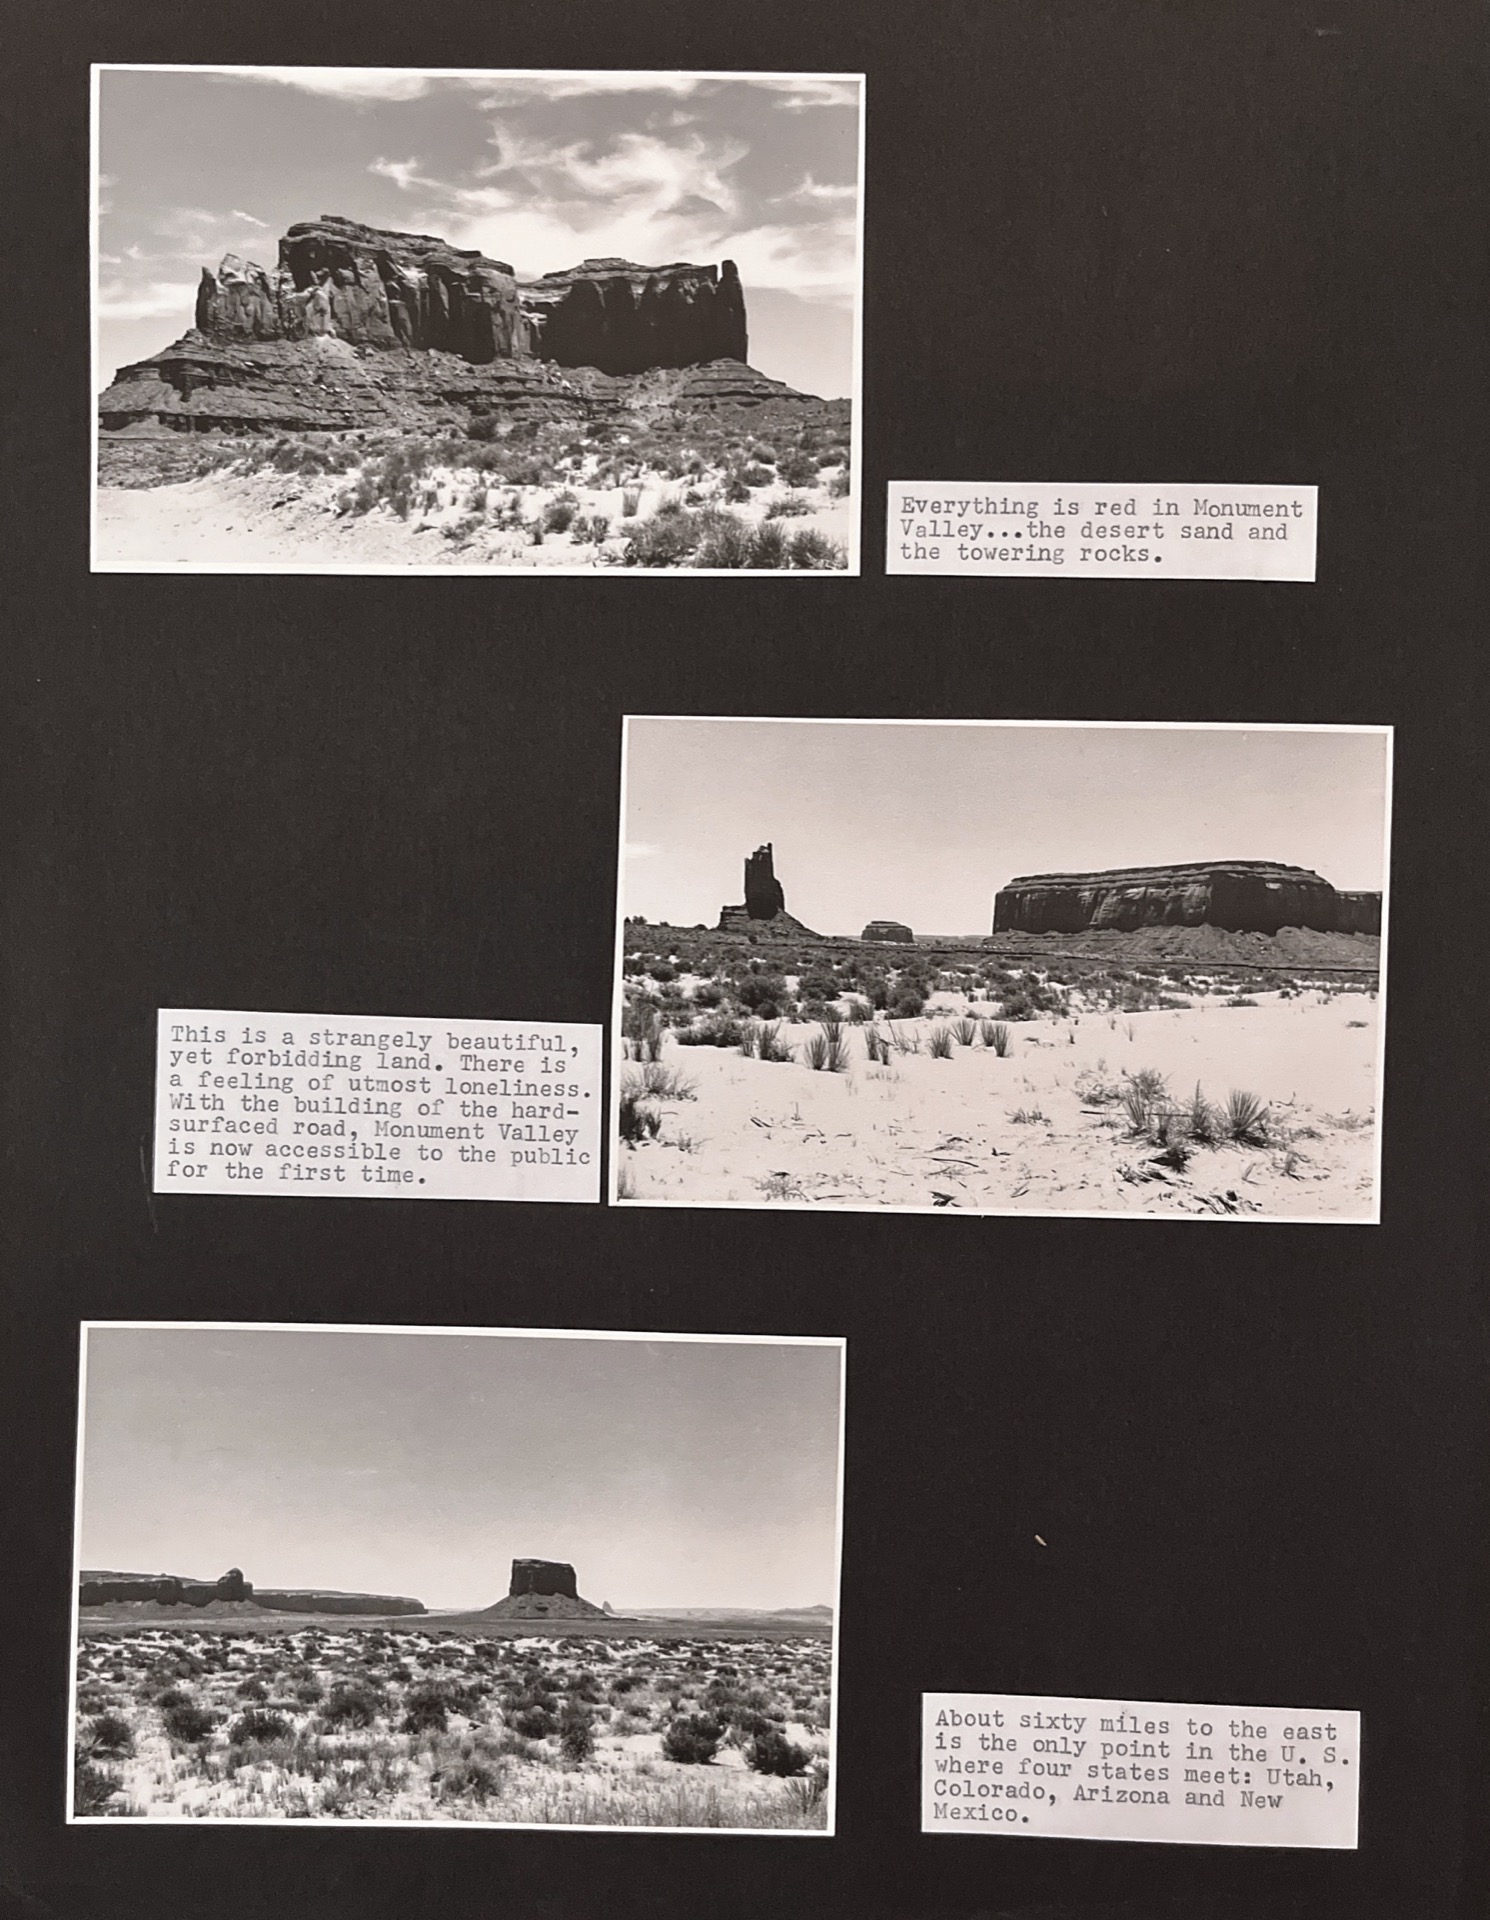 Everything is red in Monument
Valley...the desert sand and
the towering rocks.
This is a strangely beautiful,
yet forbidding land. There is
a feeling of utmost loneliness.
With the building of the hard-
surfaced road, Monument Valley
is now accessible to the public
for the first time.
About sixty miles to the east
is the only point in the U. S.
where four states meet: Utah,
Colorado, Arizona and New
Mexico.